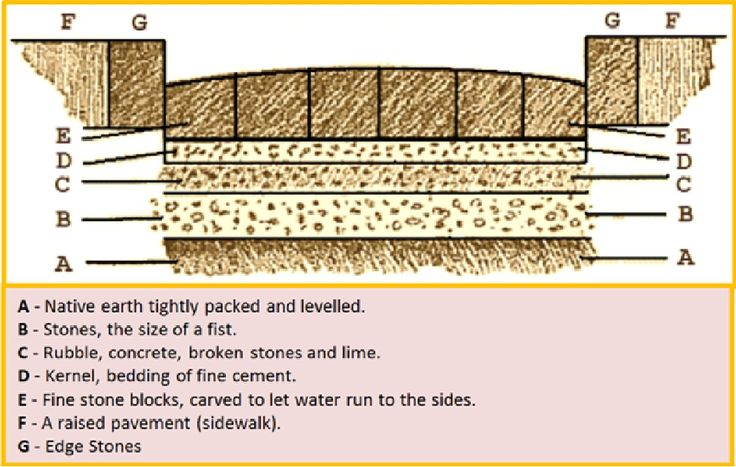 F G G F
E E
D D
C C
B B
A A
A - Native earth tightly packed and levelled.
B - Stones, the size of a fist.
C - Rubble, concrete, broken stones and lime.
D - Kernel, bedding of fine cement.
E - Fine stone blocks, carved to let water run to the sides.
F - A raised pavement (sidewalk).
G - Edge Stones